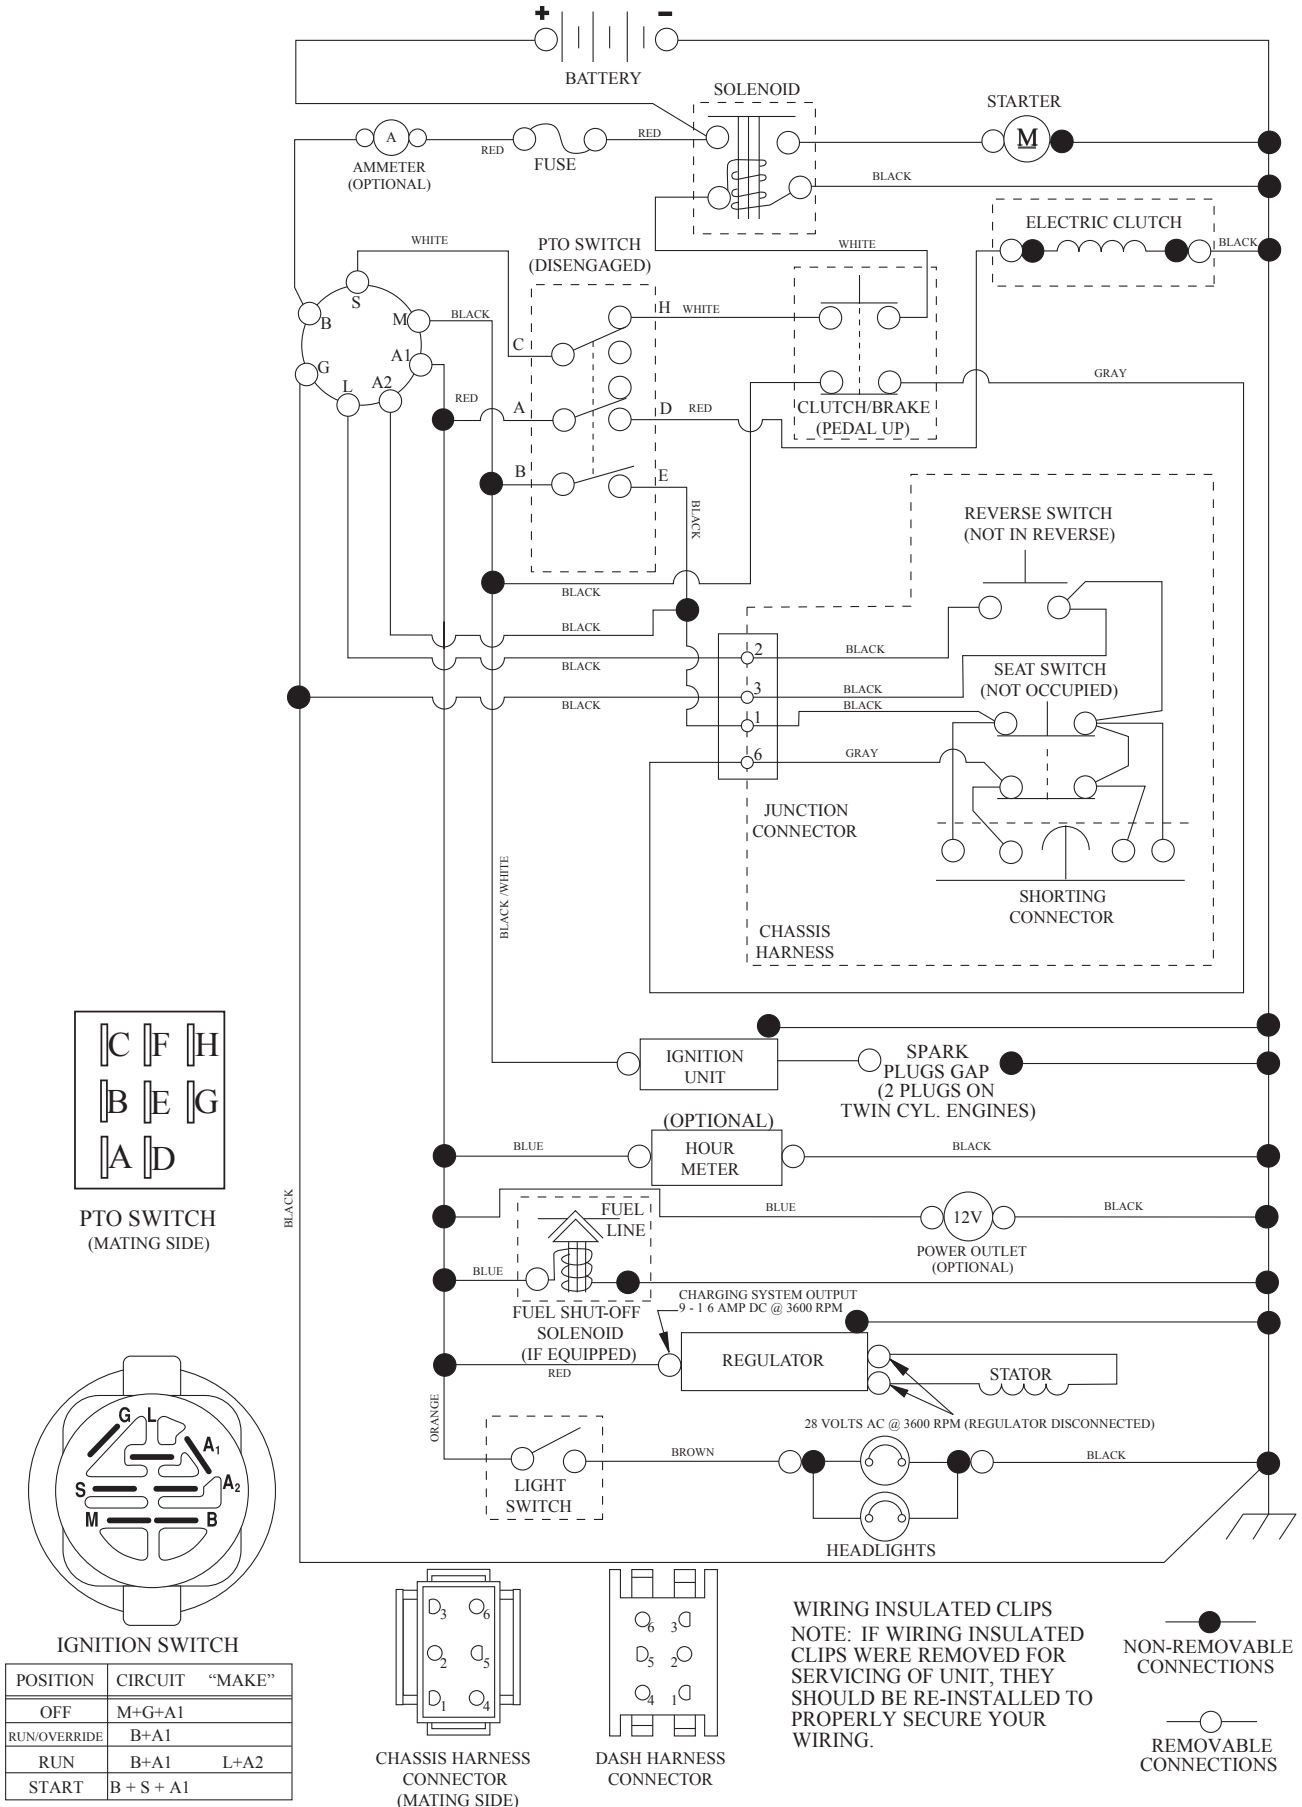 + –
BATTERY
SOLENOID
STARTER
A
M
RED
FUSE
RED
AMMETER
(OPTIONAL)
BLACK
ELECTRIC CLUTCH
WHITE
PTO SWITCH
(DISENGAGED)
WHITE
BLACK
S
B
M
BLACK
H
WHITE
C
A1
G
L
A2
GRAY
RED
A
D
RED
CLUTCH/BRAKE
(PEDAL UP)
B
E
BLACK
REVERSE SWITCH
(NOT IN REVERSE)
BLACK
BLACK
2
BLACK
BLACK
SEAT SWITCH
(NOT OCCUPIED)
3
BLACK
BLACK
BLACK
1
6
GRAY
JUNCTION
CONNECTOR
BLACK /WHITE
SHORTING
CONNECTOR
CHASSIS
HARNESS
C F H
B E G
A D
PTO SWITCH
(MATING SIDE)
IGNITION
UNIT
SPARK
PLUGS GAP
(2 PLUGS ON
TWIN CYL. ENGINES)
(OPTIONAL)
HOUR
METER
BLUE
BLACK
BLACK
FUEL
LINE
BLUE
12V
BLACK
POWER OUTLET
(OPTIONAL)
BLUE
CHARGING SYSTEM OUTPUT
9 - 1 6 AMP DC @ 3600 RPM
FUEL SHUT-OFF
SOLENOID
(IF EQUIPPED)
RED
REGULATOR
STATOR
28 VOLTS AC @ 3600 RPM (REGULATOR DISCONNECTED)
ORANGE
BROWN
BLACK
LIGHT
SWITCH
HEADLIGHTS
G L
A1
S
A2
M
B
IGNITION SWITCH
POSITION CIRCUIT “MAKE”
OFF M+G+A1
RUN/OVERRIDE B+A1
RUN B+A1 L+A2
START B + S + A1
3 6
2 5
1 4
CHASSIS HARNESS
CONNECTOR
(MATING SIDE)
6 3
5 2
4 1
DASH HARNESS
CONNECTOR
WIRING INSULATED CLIPS
NOTE: IF WIRING INSULATED
CLIPS WERE REMOVED FOR
SERVICING OF UNIT, THEY
SHOULD BE RE-INSTALLED TO
PROPERLY SECURE YOUR
WIRING.
NON-REMOVABLE
CONNECTIONS
REMOVABLE
CONNECTIONS